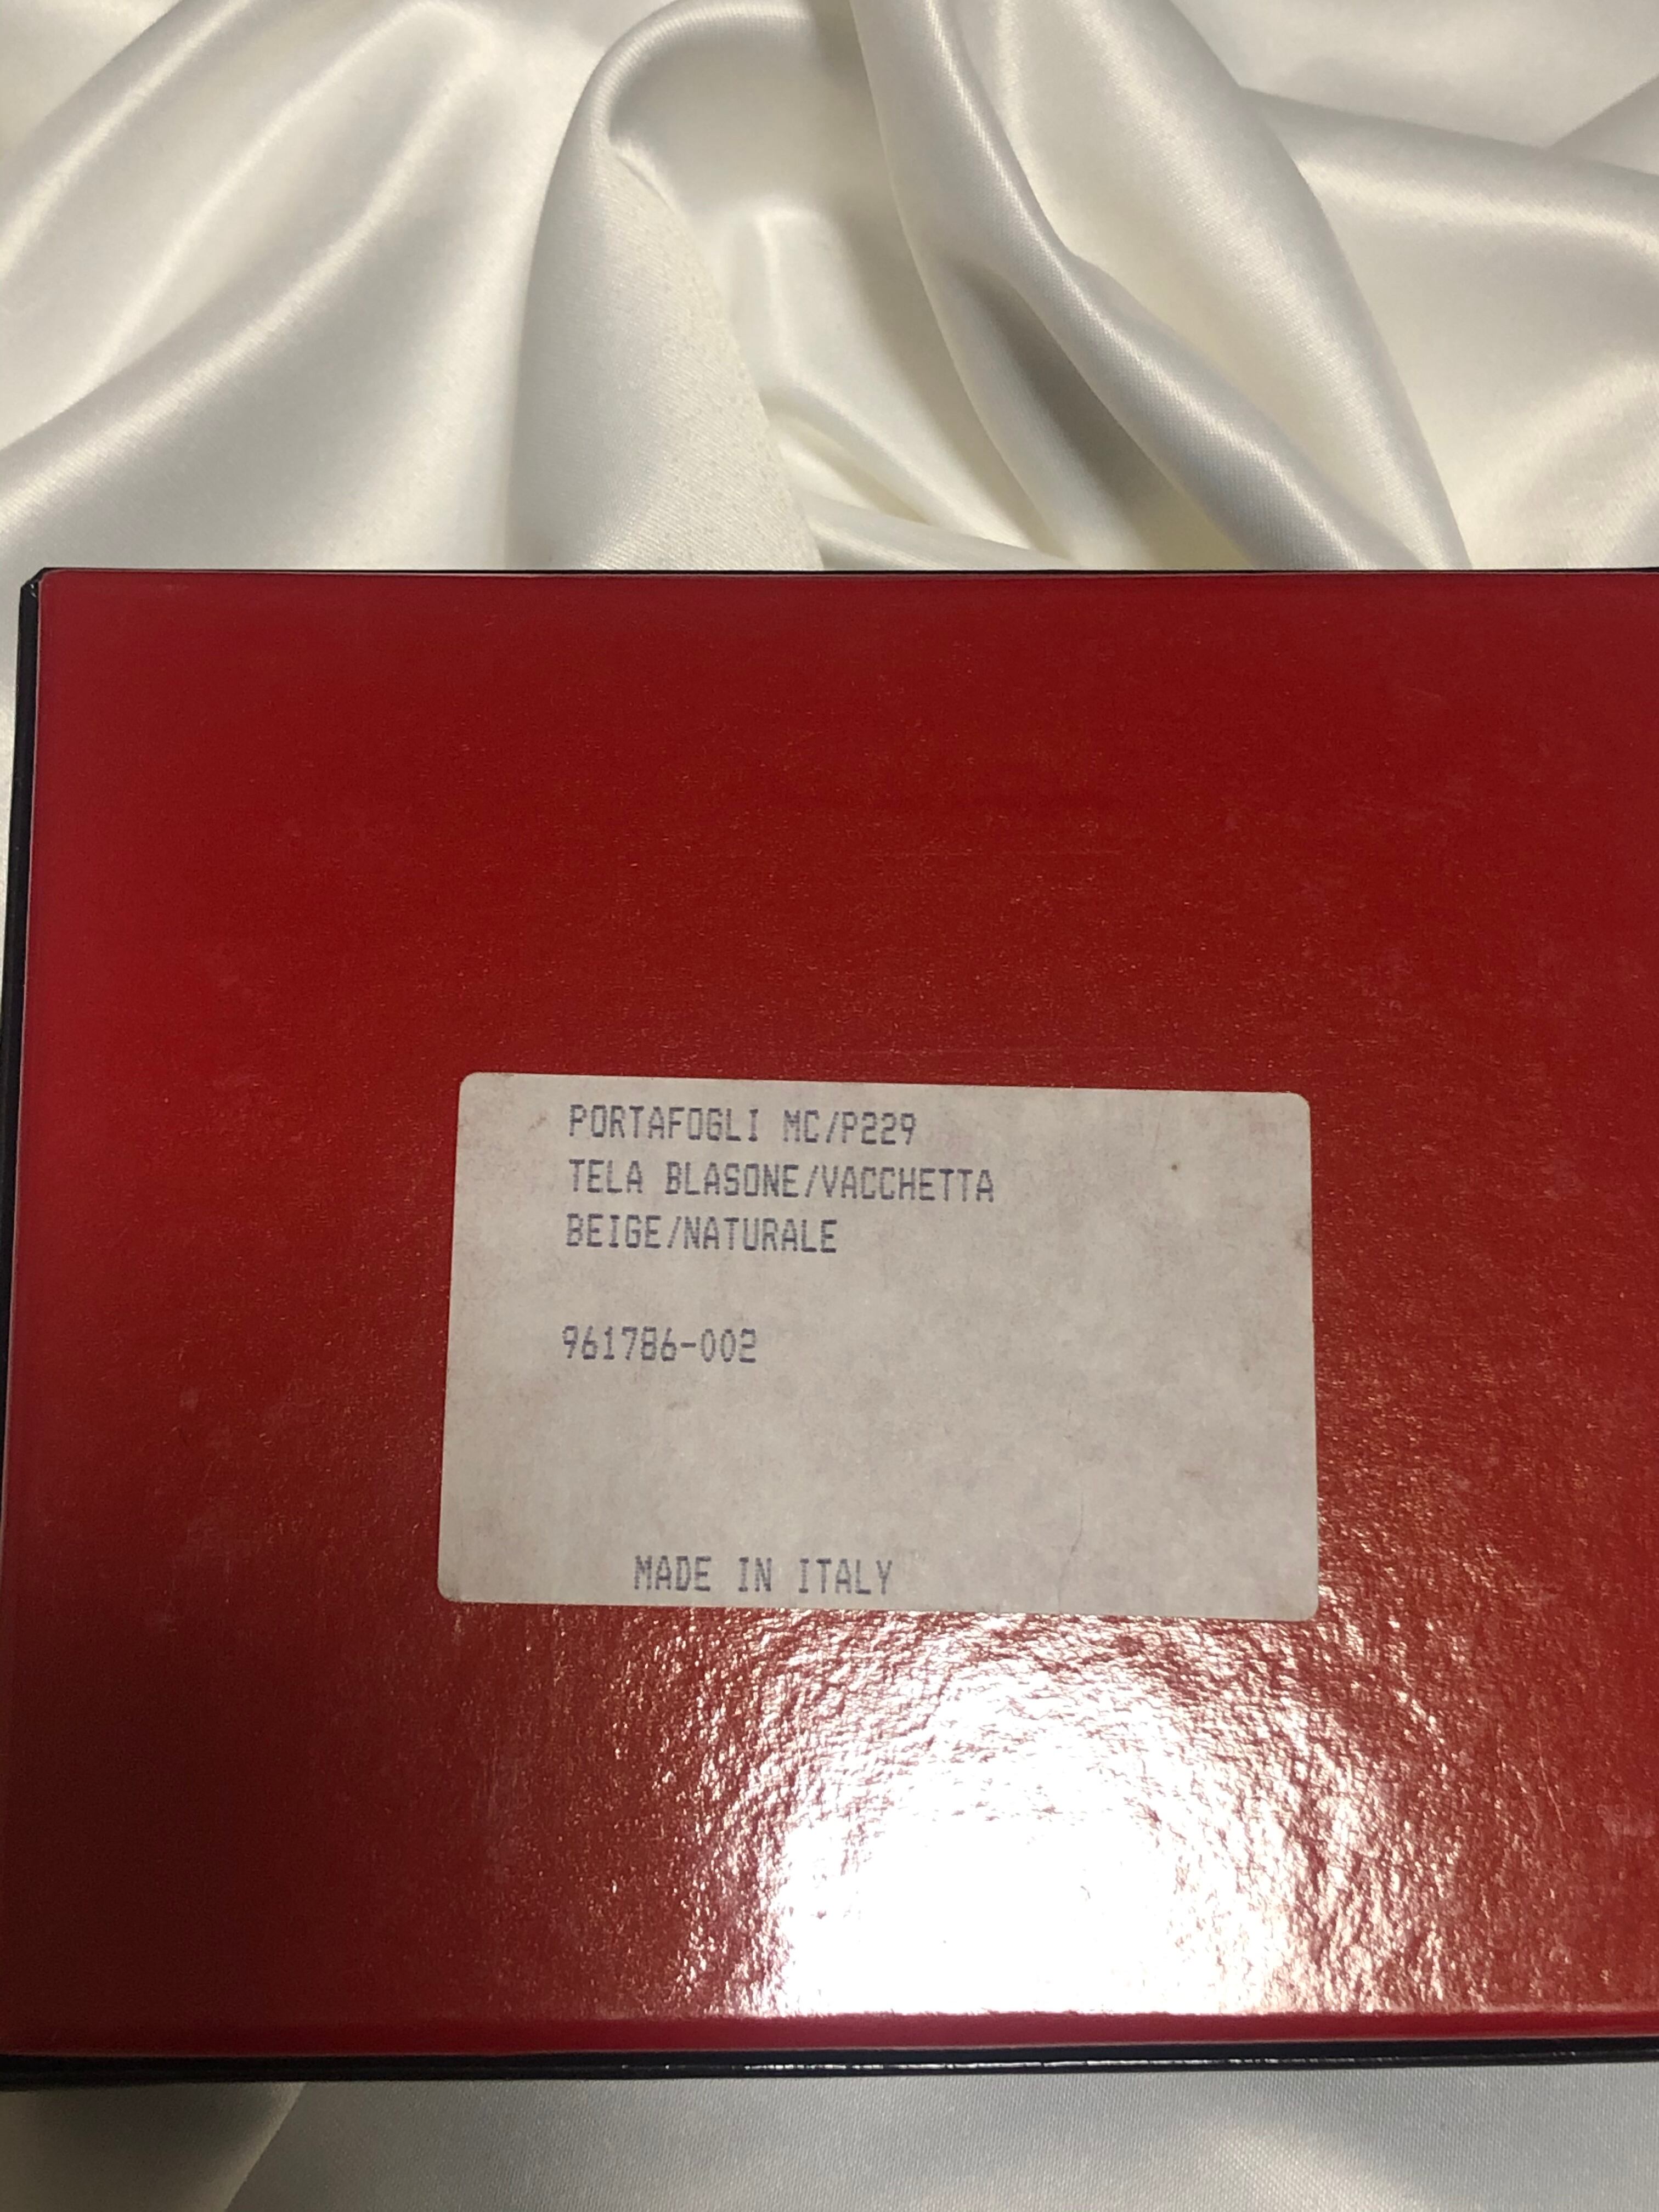 PORTAFOGLI MC/P229
TELA BLASONE/VACCHETTA
BEIGE/NATURALE
961786-002
MADE IN ITALY